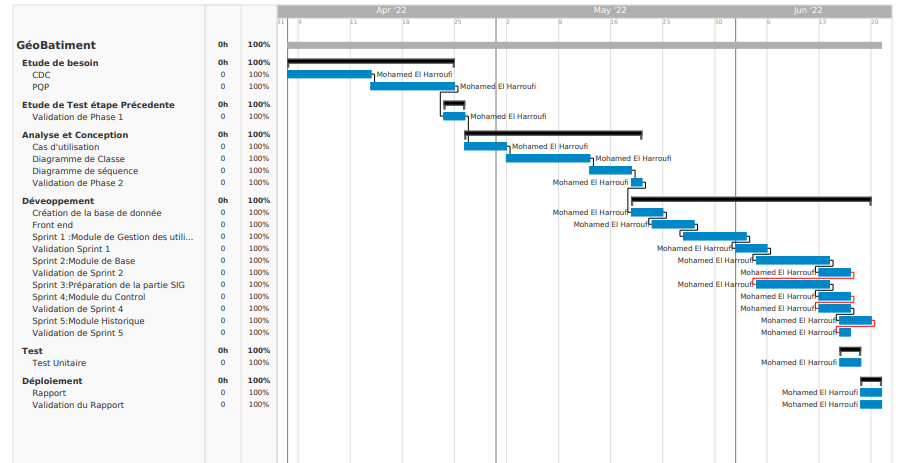 Apr '22 May '22 Jun '22
31 4 11 18 25 2 9 16 23 30 6 13 20
GéoBatiment 0h 100%
Etude de besoin 0h 100%
CDC 0 100% Mohamed El Harroufi
PQP 0 100% Mohamed El Harroufi
Etude de Test étape Précedente 0h 100%
Validation de Phase 1 0 100% Mohamed El Harroufi
Analyse et Conception 0h 100%
Cas d'utilisation 0 100% Mohamed El Harroufi
Diagramme de Classe 0 100% Mohamed El Harroufi
Diagramme de séquence 0 100% Mohamed El Harroufi
Validation de Phase 2 0 100% Mohamed El Harroufi
Déveoppement 0h 100%
Création de la base de donnée 0 100% Mohamed El Harroufi
Front end 0 100% Mohamed El Harroufi
Sprint 1 :Module de Gestion des utili... 0 100%
Validation Sprint 1 0 100% Mohamed El Harroufi
Sprint 2:Module de Base 0 100% Mohamed El Harroufi
Validation de Sprint 2 0 100% Mohamed El Harroufi
Sprint 3:Préparation de la partie SIG 0 100% Mohamed El Harroufi
Sprint 4;Module du Control 0 100% Mohamed El Harroufi
Validation de Sprint 4 0 100% Mohamed El Harroufi
Sprint 5:Module Historique 0 100% Mohamed El Harroufi
Validation de Sprint 5 0 100% Mohamed El Harroufi
Test 0h 100%
Test Unitaire 0 100% Mohamed El Harroufi
Déploiement 0h 100%
Rapport 0 100% Mohamed El Harroufi
Validation du Rapport 0 100% Mohamed El Harroufi